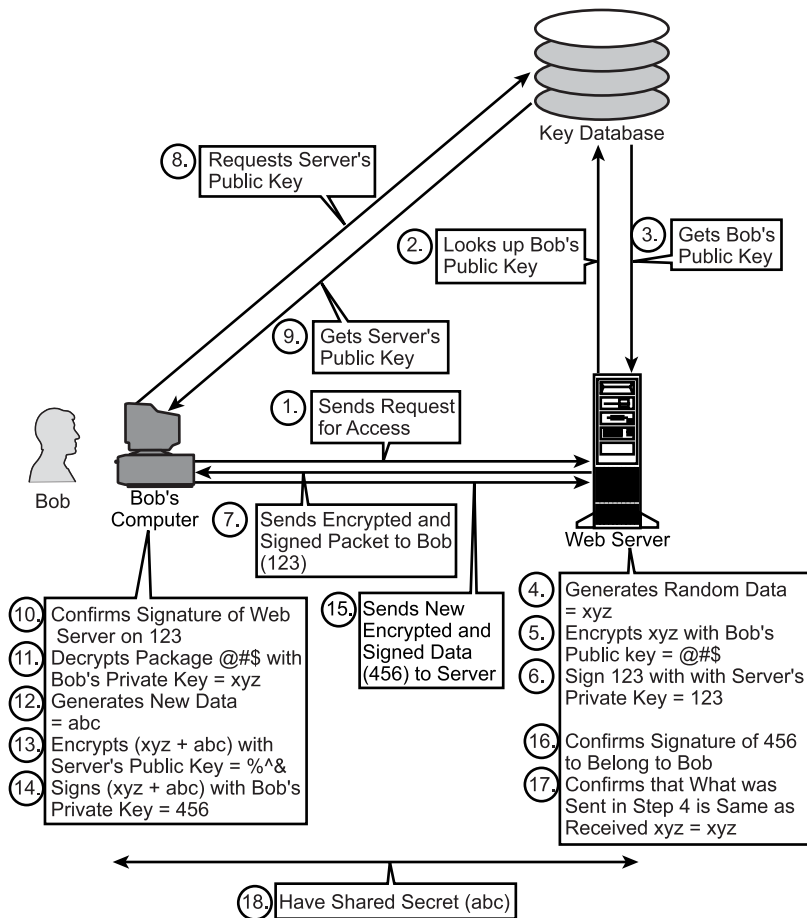 Key Database
8. Requests Server's
Public Key
2. Looks up Bob's
Public Key
3. Gets Bob's
Public Key
9. Gets Server's
Public Key
1. Sends Request
for Access
Bob
Bob's
Computer
7. Sends Encrypted and
Signed Packet to Bob
(123)
Web Server
10. Confirms Signature of Web
Server on 123
11. Decrypts Package @#$ with
Bob's Private Key = xyz
12. Generates New Data
= abc
13. Encrypts (xyz + abc) with
Server's Public Key = %^&
14. Signs (xyz + abc) with Bob's
Private Key = 456
15. Sends New
Encrypted and
Signed Data
(456) to Server
4. Generates Random Data
= xyz
5. Encrypts xyz with Bob's
Public key = @#$
6. Sign 123 with with Server's
Private Key = 123
16. Confirms Signature of 456
to Belong to Bob
17. Confirms that What was
Sent in Step 4 is Same as
Received xyz = xyz
18. Have Shared Secret (abc)